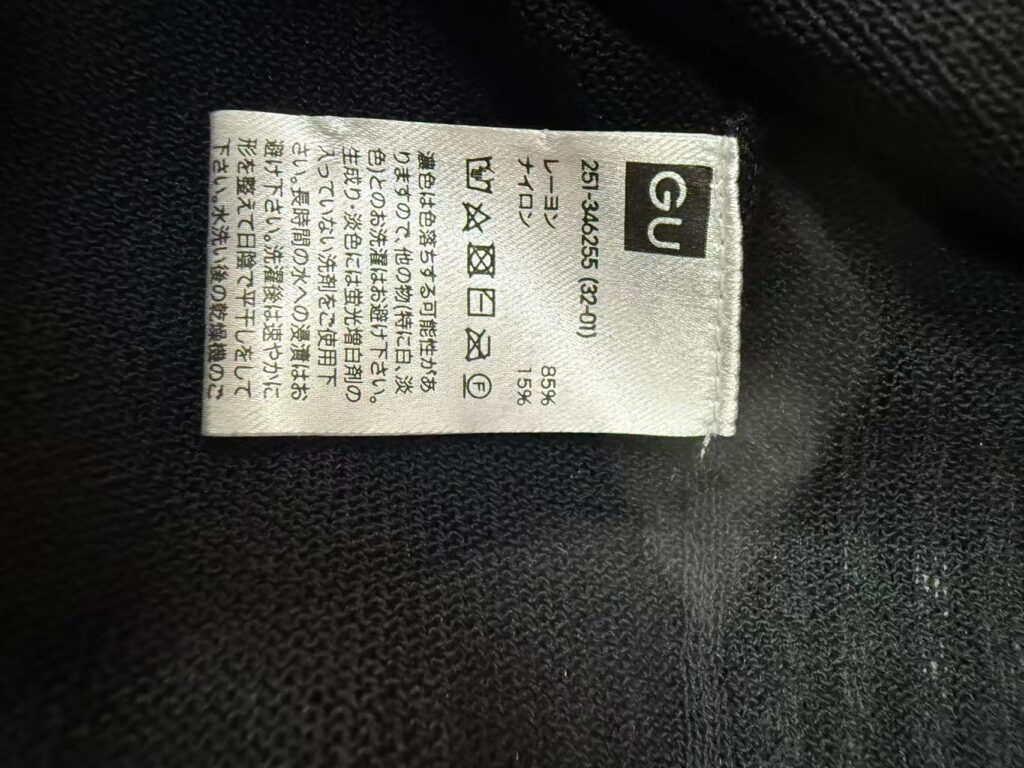 GU
251-346255 (32-01)
レーヨン 85%
ナイロン 15%
F
濃色は色落ちする可能性があ
りますので、他の物(特に白、淡
色)とのお洗濯はお避け下さい。
生成り・淡色には蛍光増白剤の
入っていない洗剤をご使用下
さい。長時間の水への浸漬はお
避け下さい。洗濯後は速やかに
形を整えて日陰で平干しをして
下さい。水洗い後の乾燥機のご